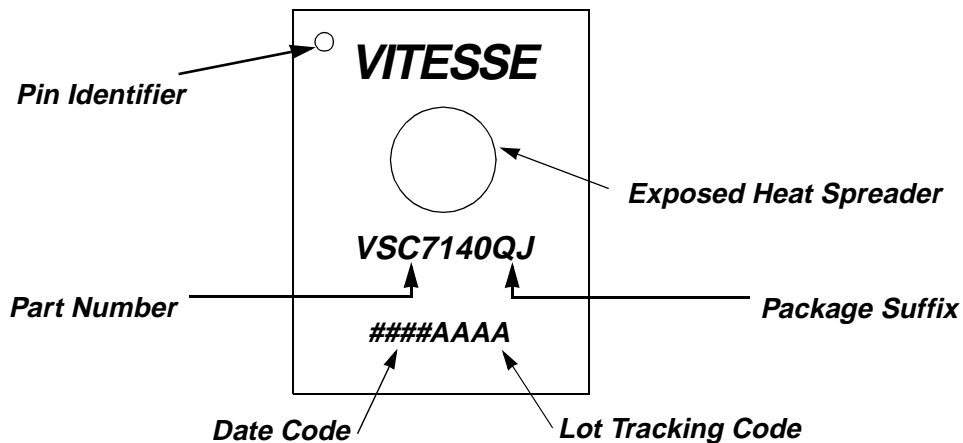 VITESSE
Pin Identifier
Exposed Heat Spreader
VSC7140QJ
Part Number
Package Suffix
####AAAA
Date Code
Lot Tracking Code